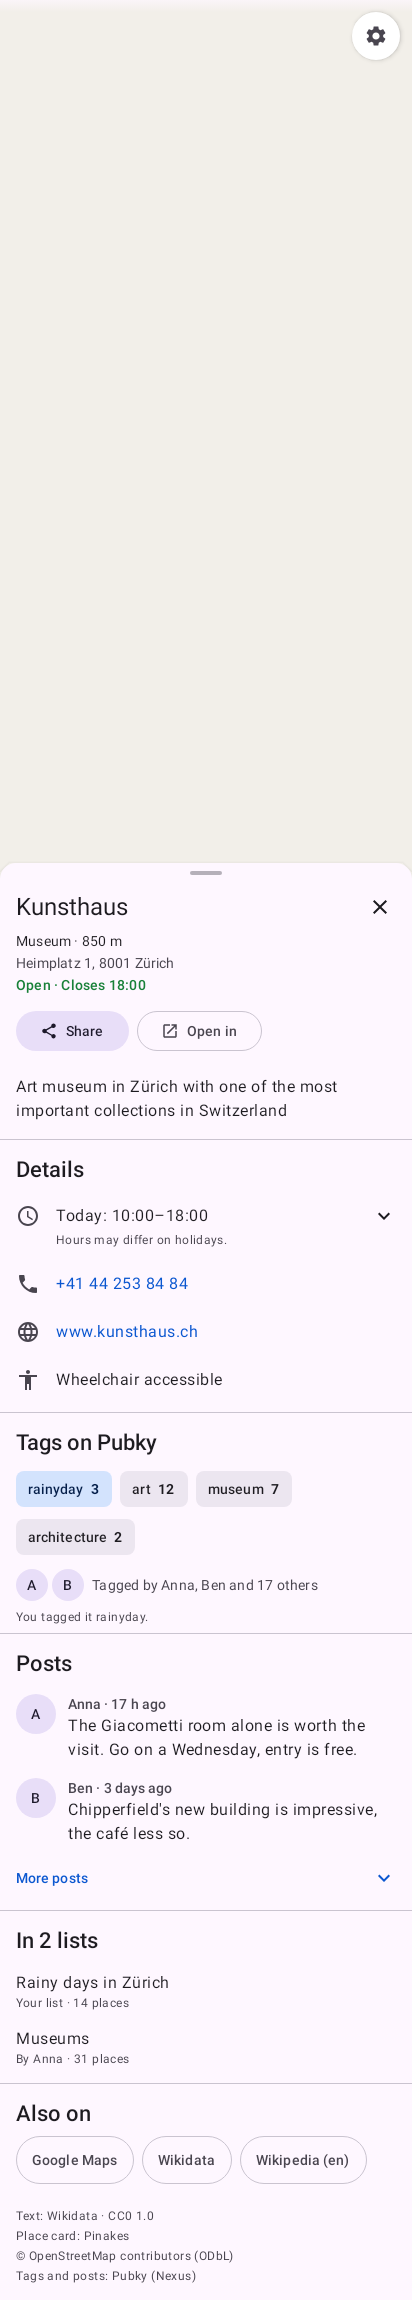 Kunsthaus
Museum · 850 m
Heimplatz 1, 8001 Zürich
Open · Closes 18:00
Share
Open in
Art museum in Zürich with one of the most
important collections in Switzerland
Details
Today: 10:00–18:00
Hours may differ on holidays.
+41 44 253 84 84
www.kunsthaus.ch
Wheelchair accessible
Tags on Pubky
rainyday 3
art 12
museum 7
architecture 2
A
B
Tagged by Anna, Ben and 17 others
You tagged it rainyday.
Posts
A
Anna · 17 h ago
The Giacometti room alone is worth the
visit. Go on a Wednesday, entry is free.
B
Ben · 3 days ago
Chipperfield's new building is impressive,
the café less so.
More posts
In 2 lists
Rainy days in Zürich
Your list · 14 places
Museums
By Anna · 31 places
Also on
Google Maps
Wikidata
Wikipedia (en)
Text: Wikidata · CC0 1.0
Place card: Pinakes
© OpenStreetMap contributors (ODbL)
Tags and posts: Pubky (Nexus)